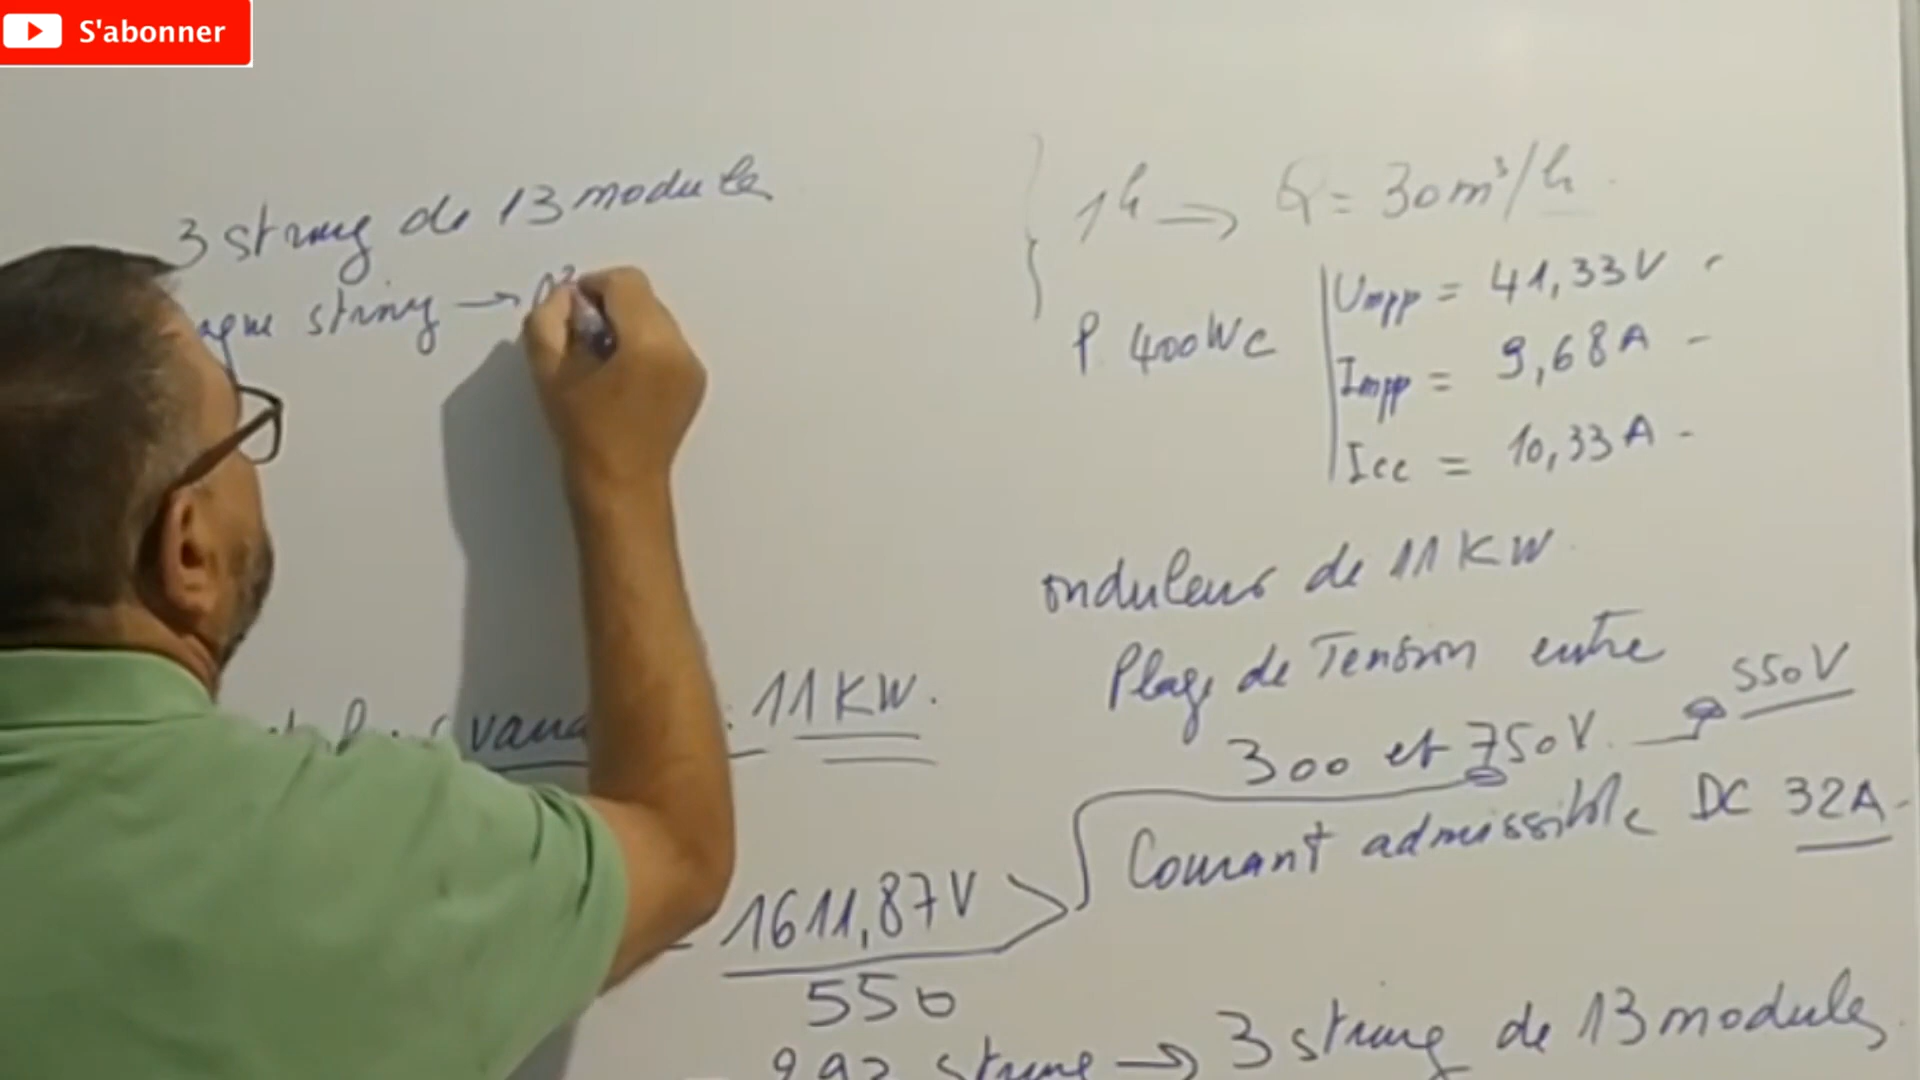 S'abonner
3 string de 13 modules
string →
11 KW.
1611,87V
550
1h → Q = 30m³/h
P. 400Wc
Umpp = 41,33V
Impp = 9,68A
Icc = 10,33A
onduleur de 11 KW
Plage de Tension entre
300 et 750V. → 550V
Courant admissible DC 32A
string → 3 string de 13 modules